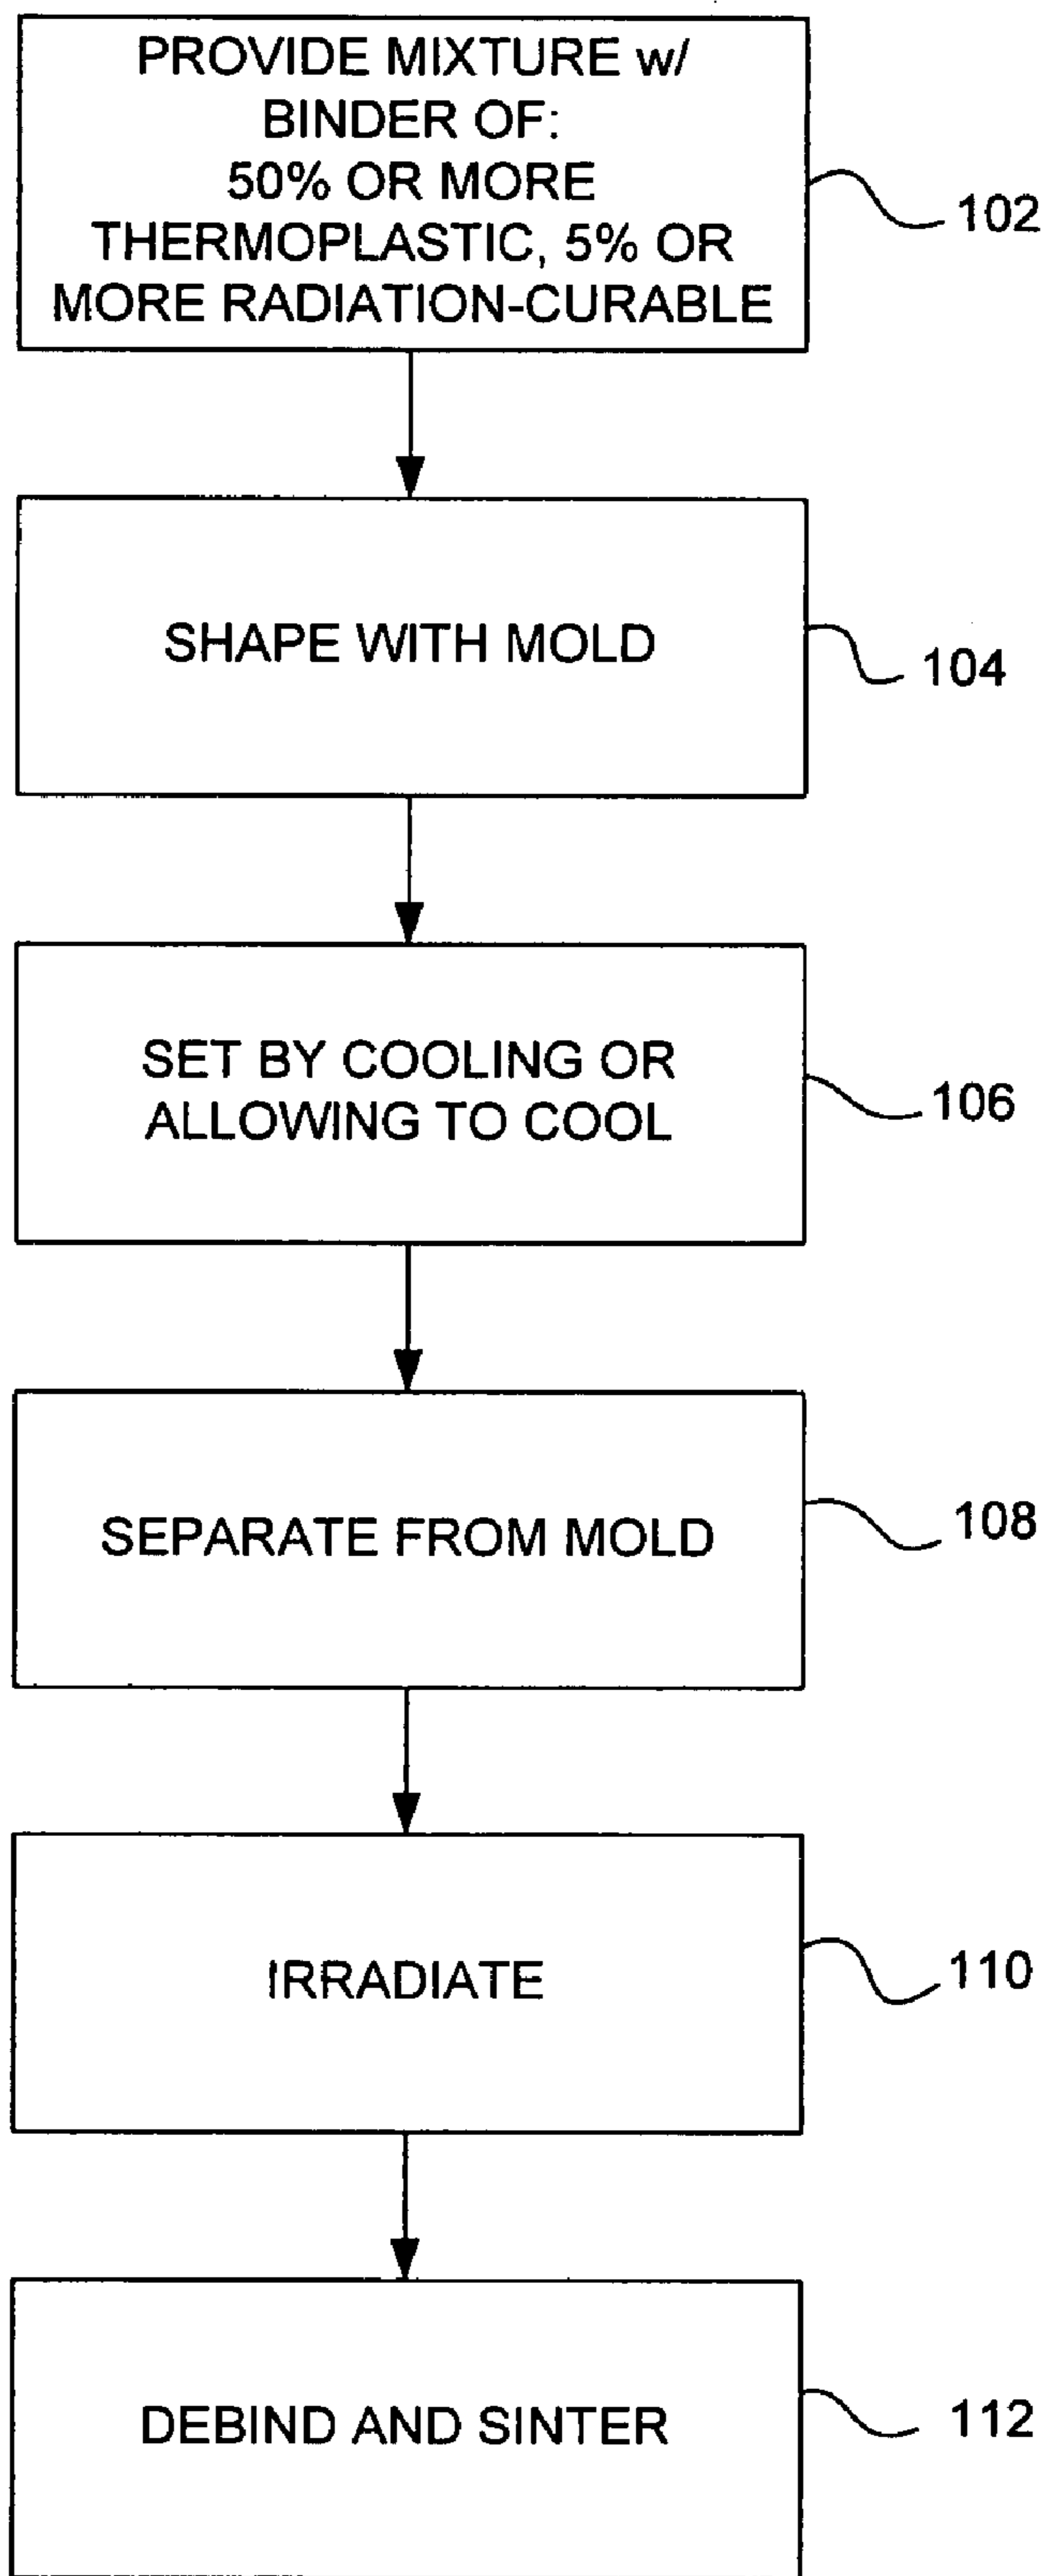 PROVIDE MIXTURE w/
BINDER OF:
50% OR MORE
THERMOPLASTIC, 5% OR
MORE RADIATION-CURABLE
102
SHAPE WITH MOLD
104
SET BY COOLING OR
ALLOWING TO COOL
106
SEPARATE FROM MOLD
108
IRRADIATE
110
DEBIND AND SINTER
112